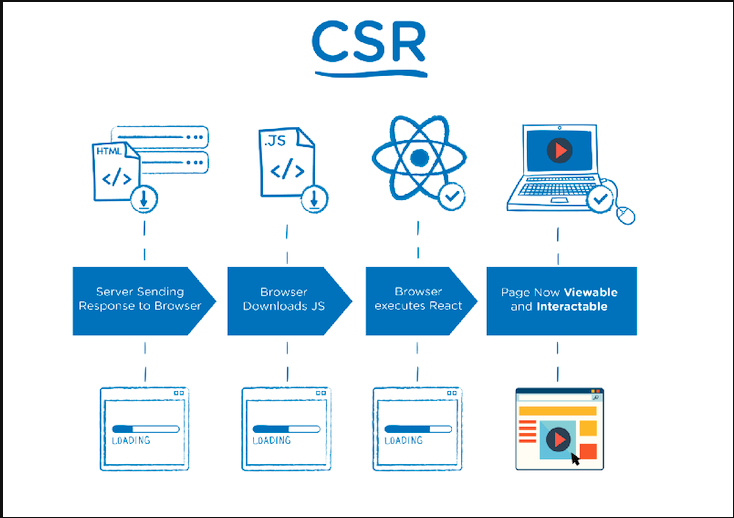 CSR
HTML
</>
.JS
</>
Server Sending
Response to Browser
Browser
Downloads JS
Browser
executes React
Page Now Viewable
and Interactable
LOADING
LOADING
LOADING